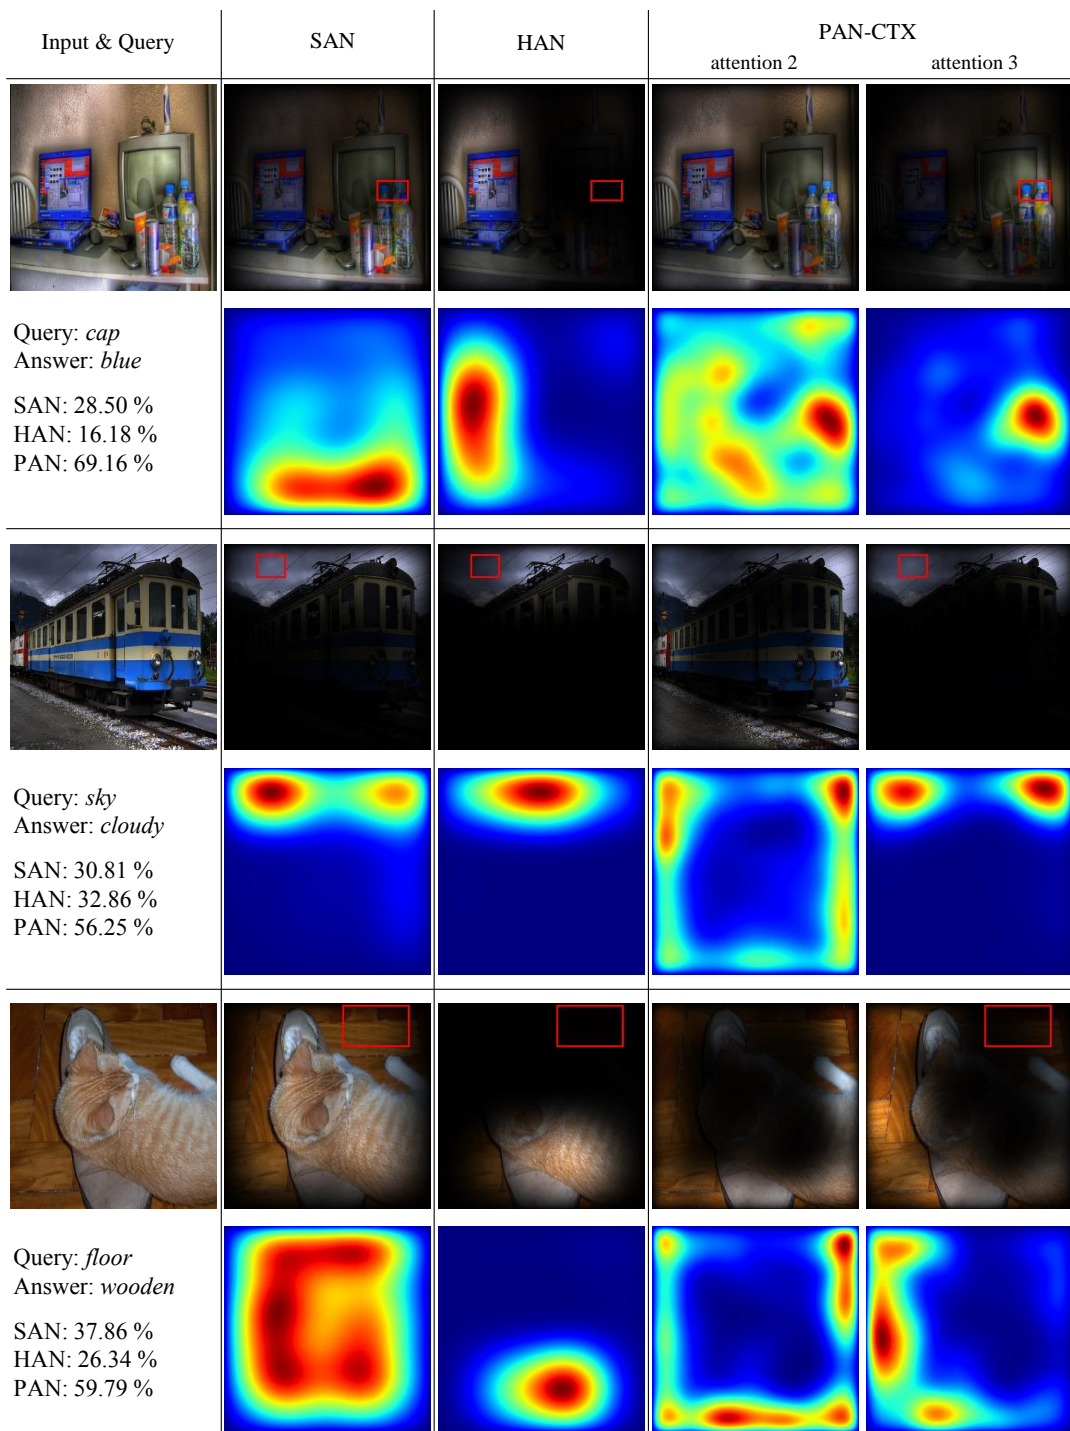 Input & Query
SAN
HAN
PAN-CTX
attention 2
attention 3
Query: cap
Answer: blue
SAN: 28.50 %
HAN: 16.18 %
PAN: 69.16 %
Query: sky
Answer: cloudy
SAN: 30.81 %
HAN: 32.86 %
PAN: 56.25 %
Query: floor
Answer: wooden
SAN: 37.86 %
HAN: 26.34 %
PAN: 59.79 %